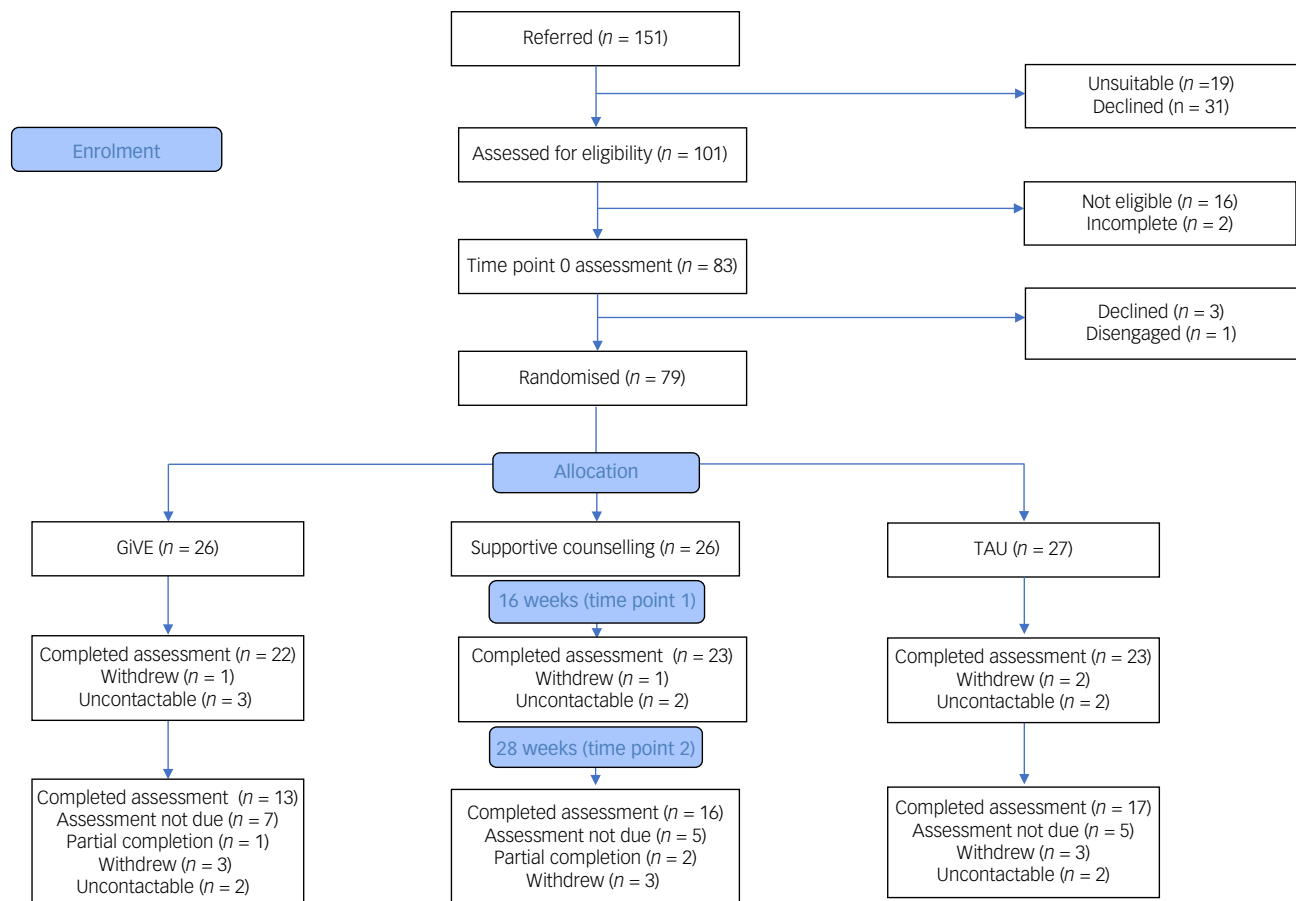 Referred (n = 151)
Unsuitable (n =19)
Declined (n = 31)
Enrolment
Assessed for eligibility (n = 101)
Not eligible (n = 16)
Incomplete (n = 2)
Time point 0 assessment (n = 83)
Declined (n = 3)
Disengaged (n = 1)
Randomised (n = 79)
Allocation
GiVE (n = 26)
Supportive counselling (n = 26)
TAU (n = 27)
16 weeks (time point 1)
Completed assessment (n = 22)
Withdrew (n = 1)
Uncontactable (n = 3)
Completed assessment (n = 23)
Withdrew (n = 1)
Uncontactable (n = 2)
Completed assessment (n = 23)
Withdrew (n = 2)
Uncontactable (n = 2)
28 weeks (time point 2)
Completed assessment (n = 13)
Assessment not due (n = 7)
Partial completion (n = 1)
Withdrew (n = 3)
Uncontactable (n = 2)
Completed assessment (n = 16)
Assessment not due (n = 5)
Partial completion (n = 2)
Withdrew (n = 3)
Completed assessment (n = 17)
Assessment not due (n = 5)
Withdrew (n = 3)
Uncontactable (n = 2)